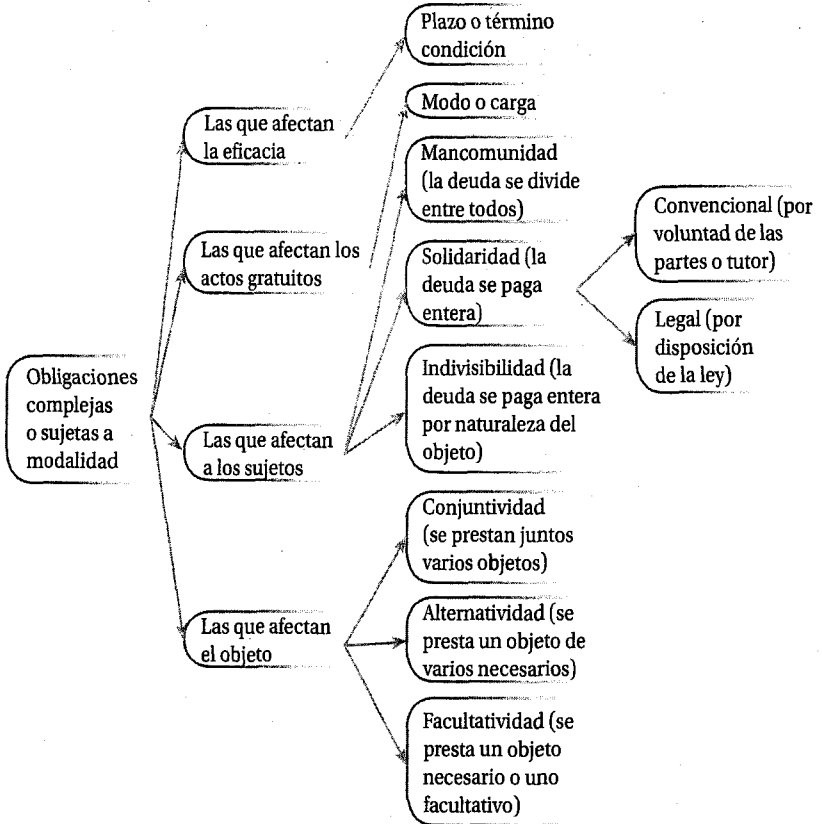 Obligaciones
complejas
o sujetas a
modalidad
Las que afectan
la eficacia
Plazo o término
condición
Las que afectan los
actos gratuitos
Modo o carga
Las que afectan
a los sujetos
Mancomunidad
(la deuda se divide
entre todos)
Solidaridad (la
deuda se paga
entera)
Convencional (por
voluntad de las
partes o tutor)
Legal (por
disposición
de la ley)
Indivisibilidad (la
deuda se paga entera
por naturaleza del
objeto)
Las que afectan
el objeto
Conjuntividad
(se prestan juntos
varios objetos)
Alternatividad (se
presta un objeto de
varios necesarios)
Facultatividad (se
presta un objeto
necesario o uno
facultativo)